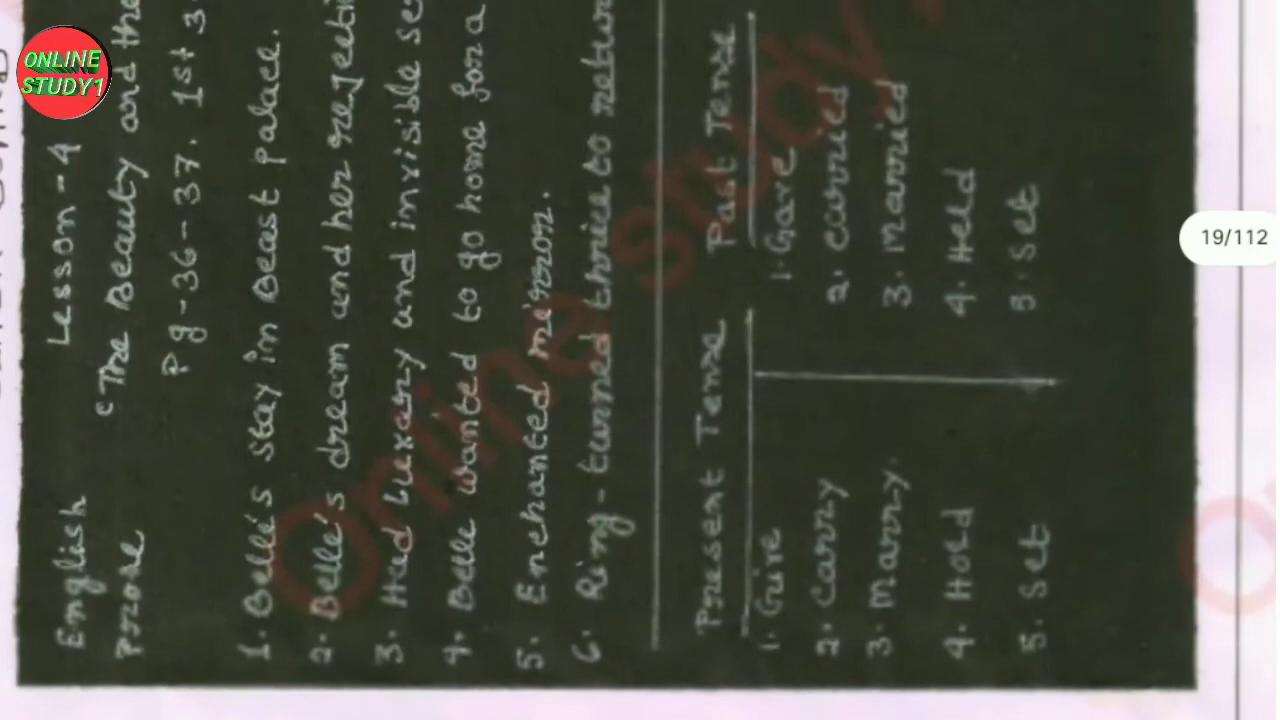 ONLINE
STUDY1
English Lesson-4
Prose "The Beauty and the
Pg-36-37. 1st 3
1. Belle's stay in Beast palace.
2. Belle's dream and her rejecti
3. Had Luxary and invisible se
4. Belle wanted to go home for a
5. Enchanted mirror.
6. Ring-turned thrice to return
Present Tense Past Tense
1. Give 1. Gave
2. Carry 2. Carried
3. Marry. 3. Married
4. Hold 4. Held
5. Set 5. Set
Online study1
19/112